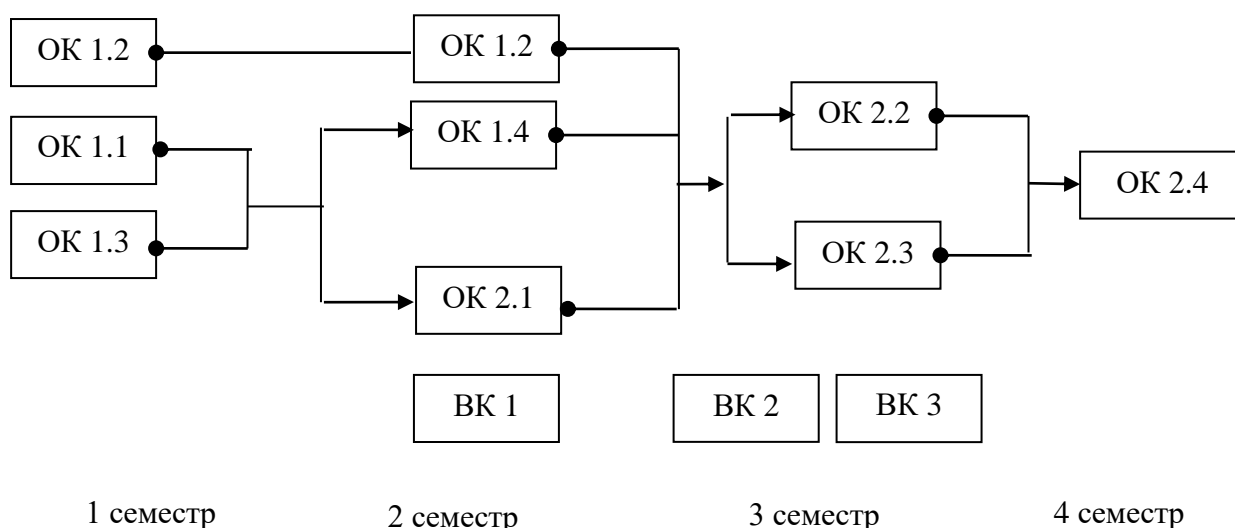 ОК 1.2
ОК 1.2
ОК 1.1
ОК 1.4
ОК 2.2
ОК 2.4
ОК 1.3
ОК 2.3
ОК 2.1
ВК 1
ВК 2
ВК 3
1 семестр
2 семестр
3 семестр
4 семестр